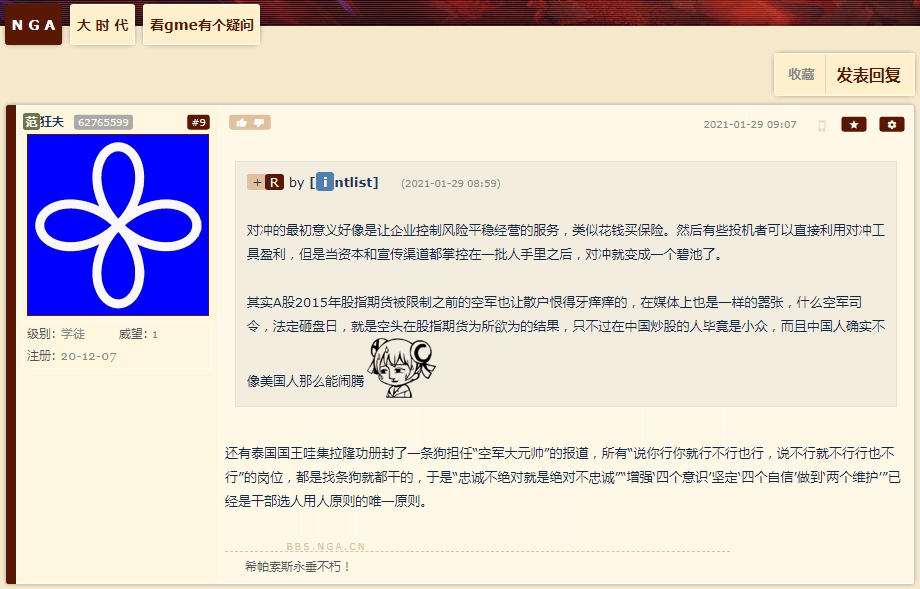 NGA 大时代 看gme有个疑问
收藏 发表回复
范狂夫 62765599 #9
2021-01-29 09:07
+ R by [intlist] (2021-01-29 08:59)
对冲的最初意义好像是让企业控制风险平稳经营的服务，类似花钱买保险。然后有些投机者可以直接利用对冲工
具盈利，但是当资本和宣传渠道都掌控在一批人手里之后，对冲就变成一个碧池了。
其实A股2015年股指期货被限制之前的空军也让散户恨得牙痒痒的，在媒体上也是一样的嚣张，什么空军司
令，法定砸盘日，就是空头在股指期货为所欲为的结果，只不过在中国炒股的人毕竟是小众，而且中国人确实不
像美国人那么能闹腾
级别: 学徒 威望: 1
注册: 20-12-07
还有泰国国王哇集拉隆功册封了一条狗担任“空军大元帅”的报道，所有“说你行你就行不行也行，说不行就不行行也不
行”的岗位，都是找条狗就都干的，于是“忠诚不绝对就是绝对不忠诚”“增强‘四个意识’坚定‘四个自信’做到‘两个维护’”已
经是干部选人用人原则的唯一原则。
BBS.NGA.CN
希帕索斯永垂不朽！